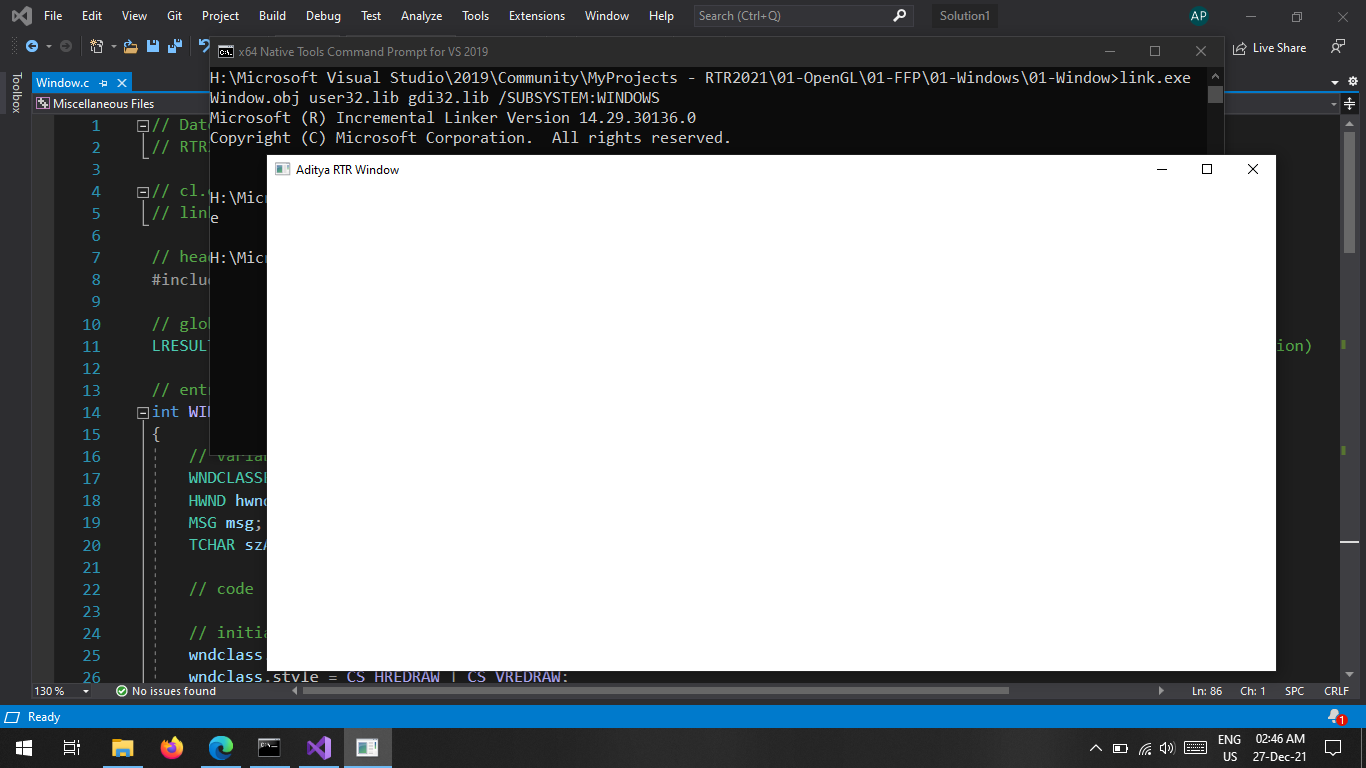 File Edit View Git Project Build Debug Test Analyze Tools Extensions Window Help Search (Ctrl+Q) Solution1 AP
x64 Native Tools Command Prompt for VS 2019
Live Share
Toolbox
Window.c
Miscellaneous Files
H:\Microsoft Visual Studio\2019\Community\MyProjects - RTR2021\01-OpenGL\01-FFP\01-Windows\01-Window>link.exe
Window.obj user32.lib gdi32.lib /SUBSYSTEM:WINDOWS
Microsoft (R) Incremental Linker Version 14.29.30136.0
Copyright (C) Microsoft Corporation.  All rights reserved.
H:\Micr
e
H:\Micr
Aditya RTR Window
1 // Dat
2 // RTR
3
4 // cl.
5 // lin
6
7 // hea
8 #inclu
9
10 // glo
11 LRESULT ion)
12
13 // ent
14 int WI
15 {
16 // varia
17 WNDCLASS
18 HWND hwn
19 MSG msg;
20 TCHAR sz
21
22 // code
23
24 // initi
25 wndclass
26 wndclass.style = CS_HREDRAW | CS_VREDRAW;
130 % No issues found Ln: 86 Ch: 1 SPC CRLF
Ready 1
ENG US 02:46 AM 27-Dec-21